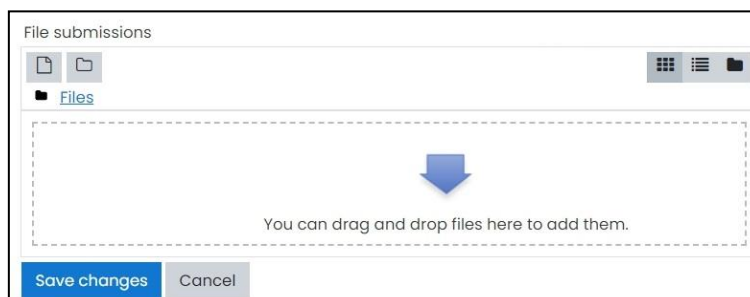 File submissions
Files
You can drag and drop files here to add them.
Save changes Cancel